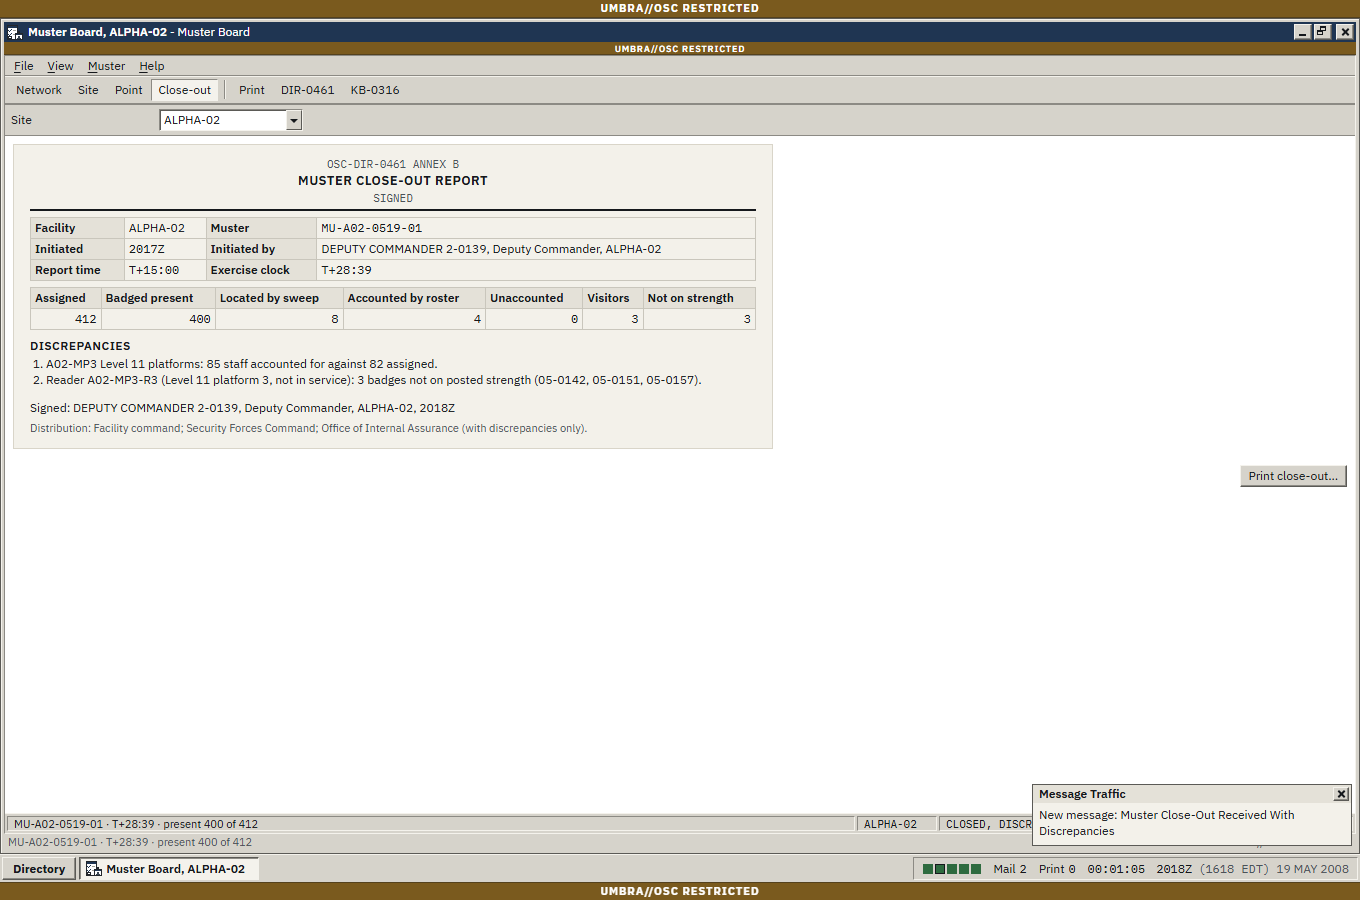 UMBRA//OSC RESTRICTED
Muster Board, ALPHA-02 - Muster Board
UMBRA//OSC RESTRICTED
File View Muster Help
Network Site Point Close-out Print DIR-0461 KB-0316
Site ALPHA-02
OSC-DIR-0461 ANNEX B
MUSTER CLOSE-OUT REPORT
SIGNED
Facility ALPHA-02 Muster MU-A02-0519-01
Initiated 2017Z Initiated by DEPUTY COMMANDER 2-0139, Deputy Commander, ALPHA-02
Report time T+15:00 Exercise clock T+28:39
Assigned Badged present Located by sweep Accounted by roster Unaccounted Visitors Not on strength
412 400 8 4 0 3 3
DISCREPANCIES
1. A02-MP3 Level 11 platforms: 85 staff accounted for against 82 assigned.
2. Reader A02-MP3-R3 (Level 11 platform 3, not in service): 3 badges not on posted strength (05-0142, 05-0151, 05-0157).
Signed: DEPUTY COMMANDER 2-0139, Deputy Commander, ALPHA-02, 2018Z
Distribution: Facility command; Security Forces Command; Office of Internal Assurance (with discrepancies only).
Print close-out...
Message Traffic
New message: Muster Close-Out Received With
Discrepancies
MU-A02-0519-01 · T+28:39 · present 400 of 412 ALPHA-02 CLOSED, DISCR
MU-A02-0519-01 · T+28:39 · present 400 of 412
Directory Muster Board, ALPHA-02 Mail 2 Print 0 00:01:05 2018Z (1618 EDT) 19 MAY 2008
UMBRA//OSC RESTRICTED